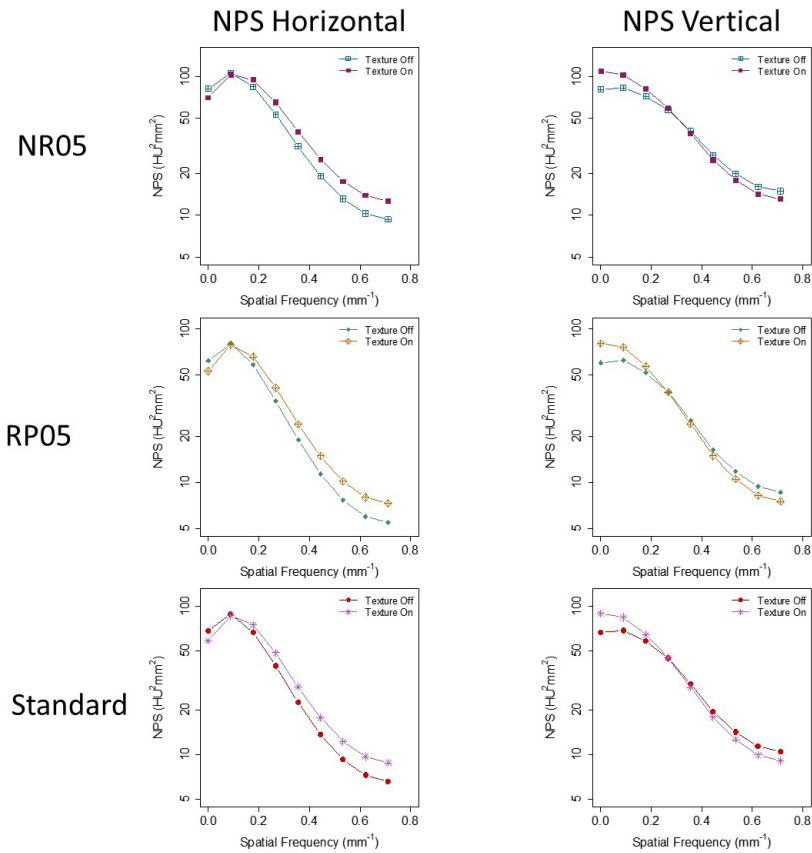 NPS Horizontal
NPS Vertical
NR05
100
50
20
10
5
NPS (HU²mm²)
Texture Off
Texture On
0.0 0.2 0.4 0.6 0.8
Spatial Frequency (mm⁻¹)
100
50
20
10
5
NPS (HU²mm²)
Texture Off
Texture On
0.0 0.2 0.4 0.6 0.8
Spatial Frequency (mm⁻¹)
RP05
100
50
20
10
5
NPS (HU²mm²)
Texture Off
Texture On
0.0 0.2 0.4 0.6 0.8
Spatial Frequency (mm⁻¹)
100
50
20
10
5
NPS (HU²mm²)
Texture Off
Texture On
0.0 0.2 0.4 0.6 0.8
Spatial Frequency (mm⁻¹)
Standard
100
50
20
10
5
NPS (HU²mm²)
Texture Off
Texture On
0.0 0.2 0.4 0.6 0.8
Spatial Frequency (mm⁻¹)
100
50
20
10
5
NPS (HU²mm²)
Texture Off
Texture On
0.0 0.2 0.4 0.6 0.8
Spatial Frequency (mm⁻¹)